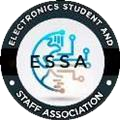 ELECTRONICS STUDENT AND
ESSA
STAFF ASSOCIATION